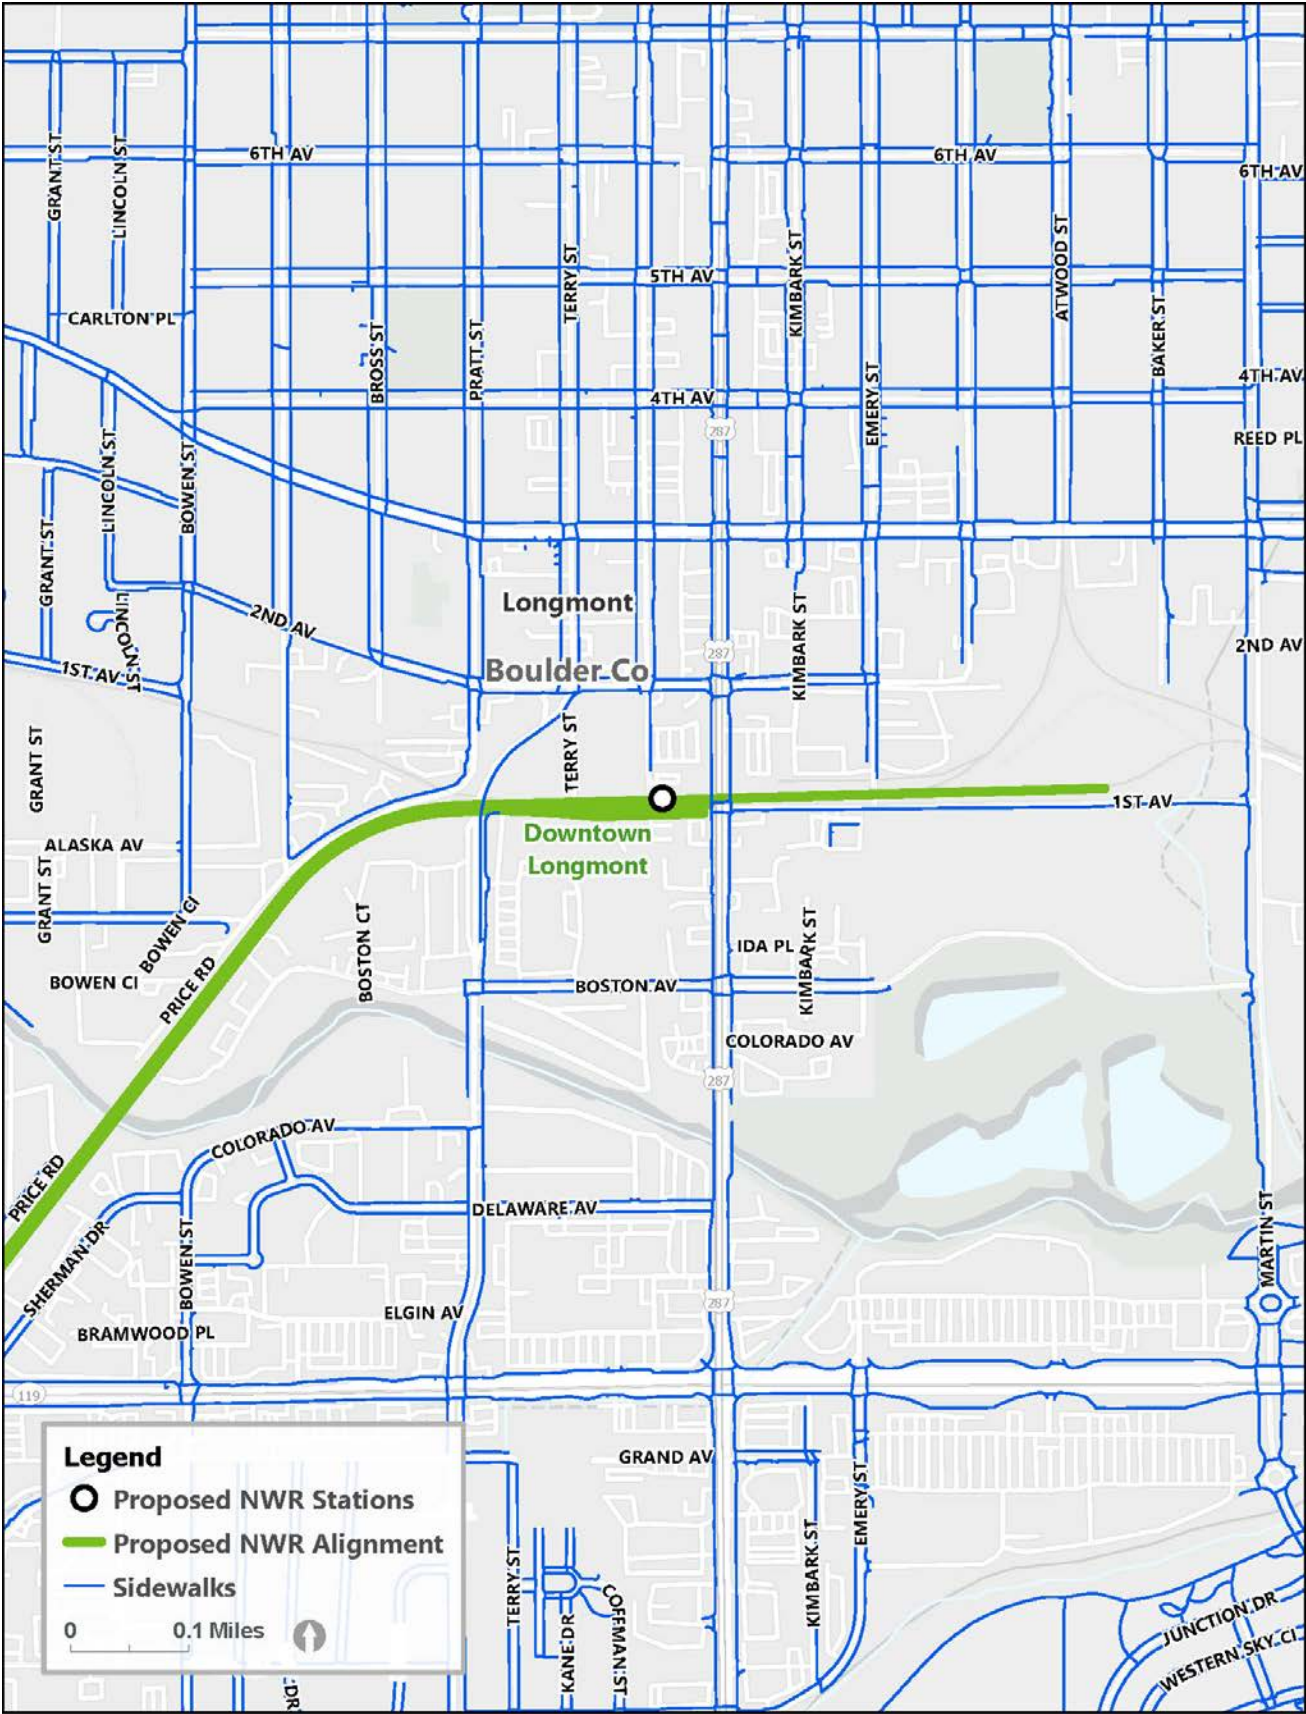 GRANT ST
LINCOLN ST
6TH AV
6TH AV
6TH AV
TERRY ST
KIMBARK ST
ATWOOD ST
5TH AV
CARLTON PL
BROSS ST
PRATT ST
BAKER ST
EMERY ST
4TH AV
4TH AV
287
REED PL
LINCOLN ST
BOWEN ST
GRANT ST
Longmont
KIMBARK ST
2ND AV
LINCOLN ST
287
2ND AV
1ST AV
Boulder Co
GRANT ST
TERRY ST
1ST AV
Downtown
Longmont
ALASKA AV
GRANT ST
BOWEN CI
BOSTON CT
KIMBARK ST
IDA PL
BOWEN CI
PRICE RD
BOSTON AV
COLORADO AV
287
COLORADO AV
PRICE RD
DELAWARE AV
MARTIN ST
SHERMAN DR
BOWEN ST
287
ELGIN AV
BRAMWOOD PL
119
GRAND AV
EMERY ST
KIMBARK ST
TERRY ST
KANE DR
COFFMAN ST
JUNCTION DR
WESTERN SKY CI
Legend
Proposed NWR Stations
Proposed NWR Alignment
Sidewalks
0 0.1 Miles
DR